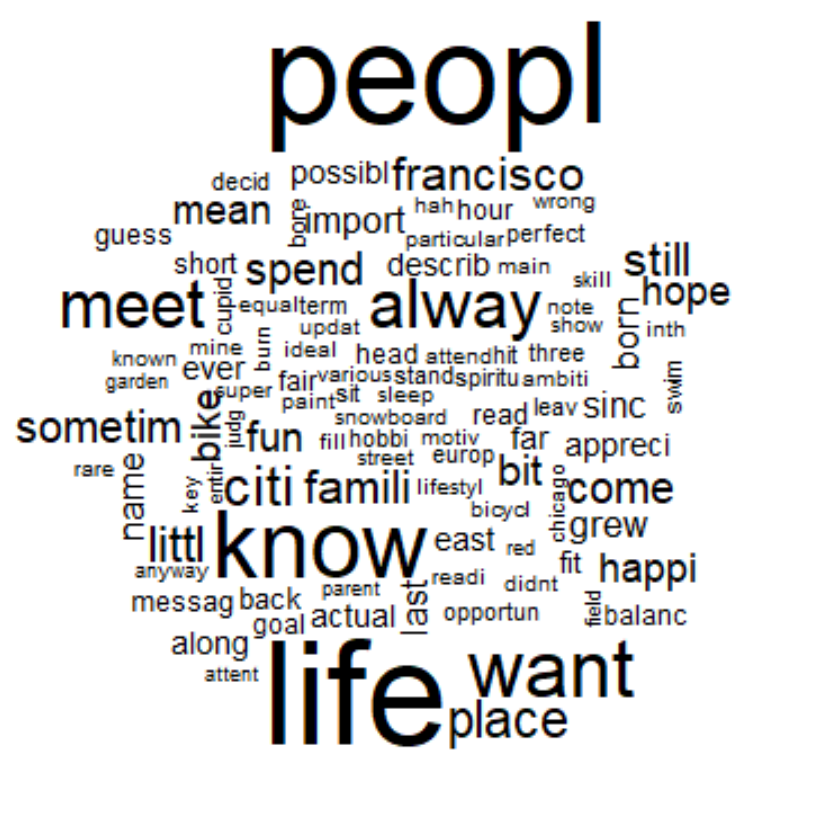 peopl
decid possibl francisco
mean bore import hah hour wrong
guess particular perfect
short spend describ main skill still
meet cupid equal term alway note born hope
updat show inth
known mine burn ideal head attend hit three
garden ever super fair various stand spiritu ambiti swim
sometim bike judg paint sit sleep snowboard read leav sinc
fun fill hobbi motiv far appreci
rare name street europ bit
key entir citi famili lifestyl chicago come
bicycl grew
littl know east red fit happi
anyway readi didnt
messag back parent last opportun field balanc
goal actual
along
attent life want
place